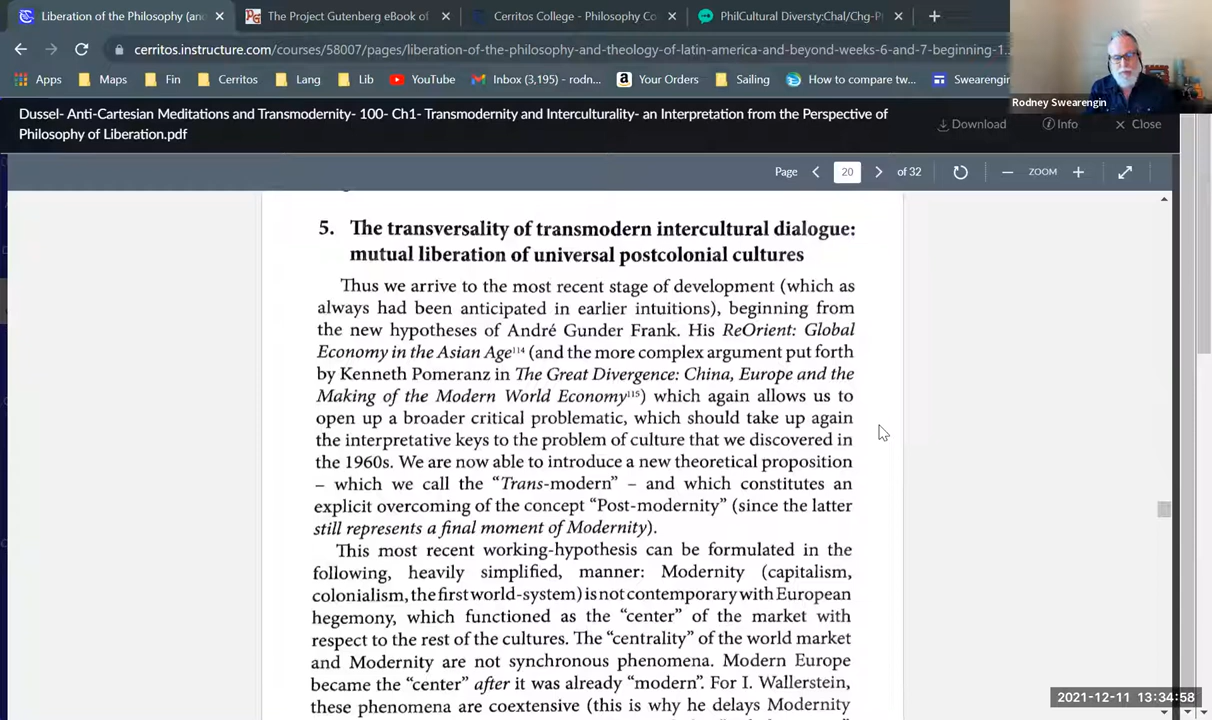 Liberation of the Philosophy (an
The Project Gutenberg eBook of
Cerritos College - Philosophy Co
PhilCultural Diversty:Chal/Chg-P
cerritos.instructure.com/courses/58007/pages/liberation-of-the-philosophy-and-theology-of-latin-america-and-beyond-weeks-6-and-7-beginning-1...
Apps
Maps
Fin
Cerritos
Lang
Lib
YouTube
Inbox (3,195) - rodn...
Your Orders
Sailing
How to compare tw...
Swearengin
Rodney Swearengin
Dussel- Anti-Cartesian Meditations and Transmodernity- 100- Ch1- Transmodernity and Interculturality- an Interpretation from the Perspective of
Philosophy of Liberation.pdf
Download
Info
Close
Page
20
of 32
ZOOM
5. The transversality of transmodern intercultural dialogue:
mutual liberation of universal postcolonial cultures
Thus we arrive to the most recent stage of development (which as
always had been anticipated in earlier intuitions), beginning from
the new hypotheses of André Gunder Frank. His ReOrient: Global
Economy in the Asian Age114 (and the more complex argument put forth
by Kenneth Pomeranz in The Great Divergence: China, Europe and the
Making of the Modern World Economy115) which again allows us to
open up a broader critical problematic, which should take up again
the interpretative keys to the problem of culture that we discovered in
the 1960s. We are now able to introduce a new theoretical proposition
– which we call the “Trans-modern” – and which constitutes an
explicit overcoming of the concept “Post-modernity” (since the latter
still represents a final moment of Modernity).
This most recent working-hypothesis can be formulated in the
following, heavily simplified, manner: Modernity (capitalism,
colonialism, the first world-system) is not contemporary with European
hegemony, which functioned as the “center” of the market with
respect to the rest of the cultures. The “centrality” of the world market
and Modernity are not synchronous phenomena. Modern Europe
became the “center” after it was already “modern”. For I. Wallerstein,
these phenomena are coextensive (this is why he delays Modernity
2021-12-11 13:34:58